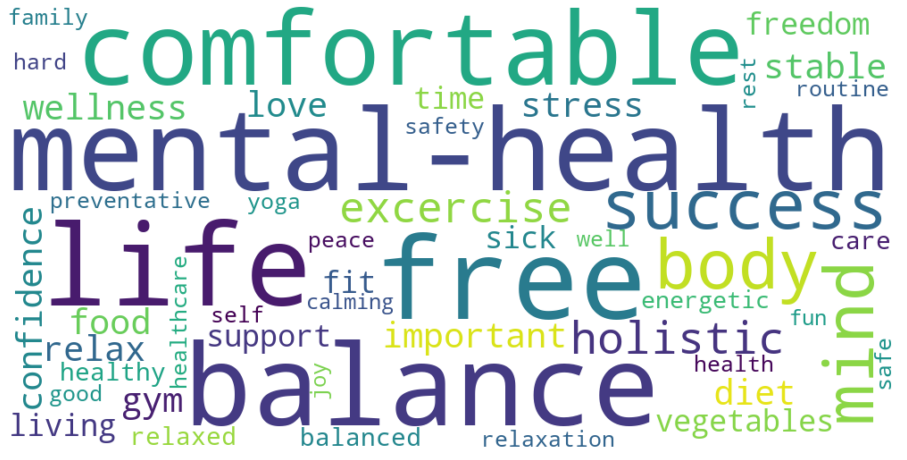 family
comfortable
freedom
hard
rest
stable
routine
wellness
love
time
stress
safety
mental-health
preventative
yoga
excercise
success
confidence
life
peace
free
sick
well
body
care
mind
healthcare
fit
calming
energetic
fun
self
food
support
important
holistic
relax
healthy
balance
joy
health
safe
good
gym
diet
living
relaxed
balanced
relaxation
vegetables